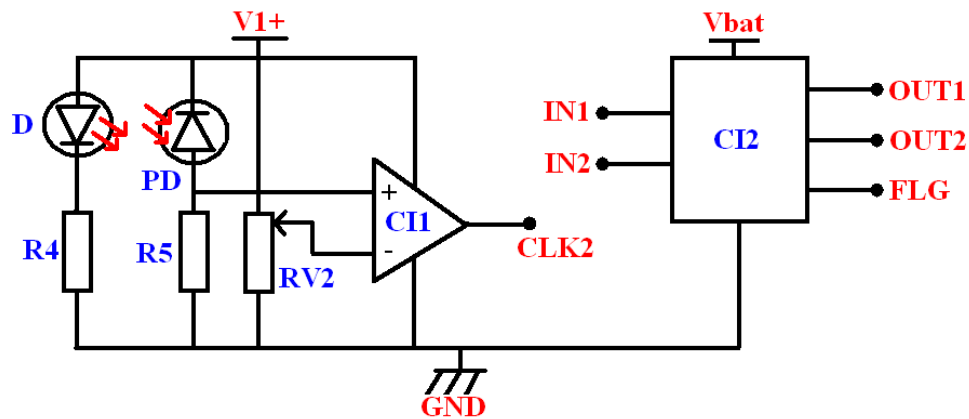 V1+
Vbat
D
PD
IN1
IN2
CI2
OUT1
OUT2
FLG
+
CI1
-
CLK2
R4
R5
RV2
GND